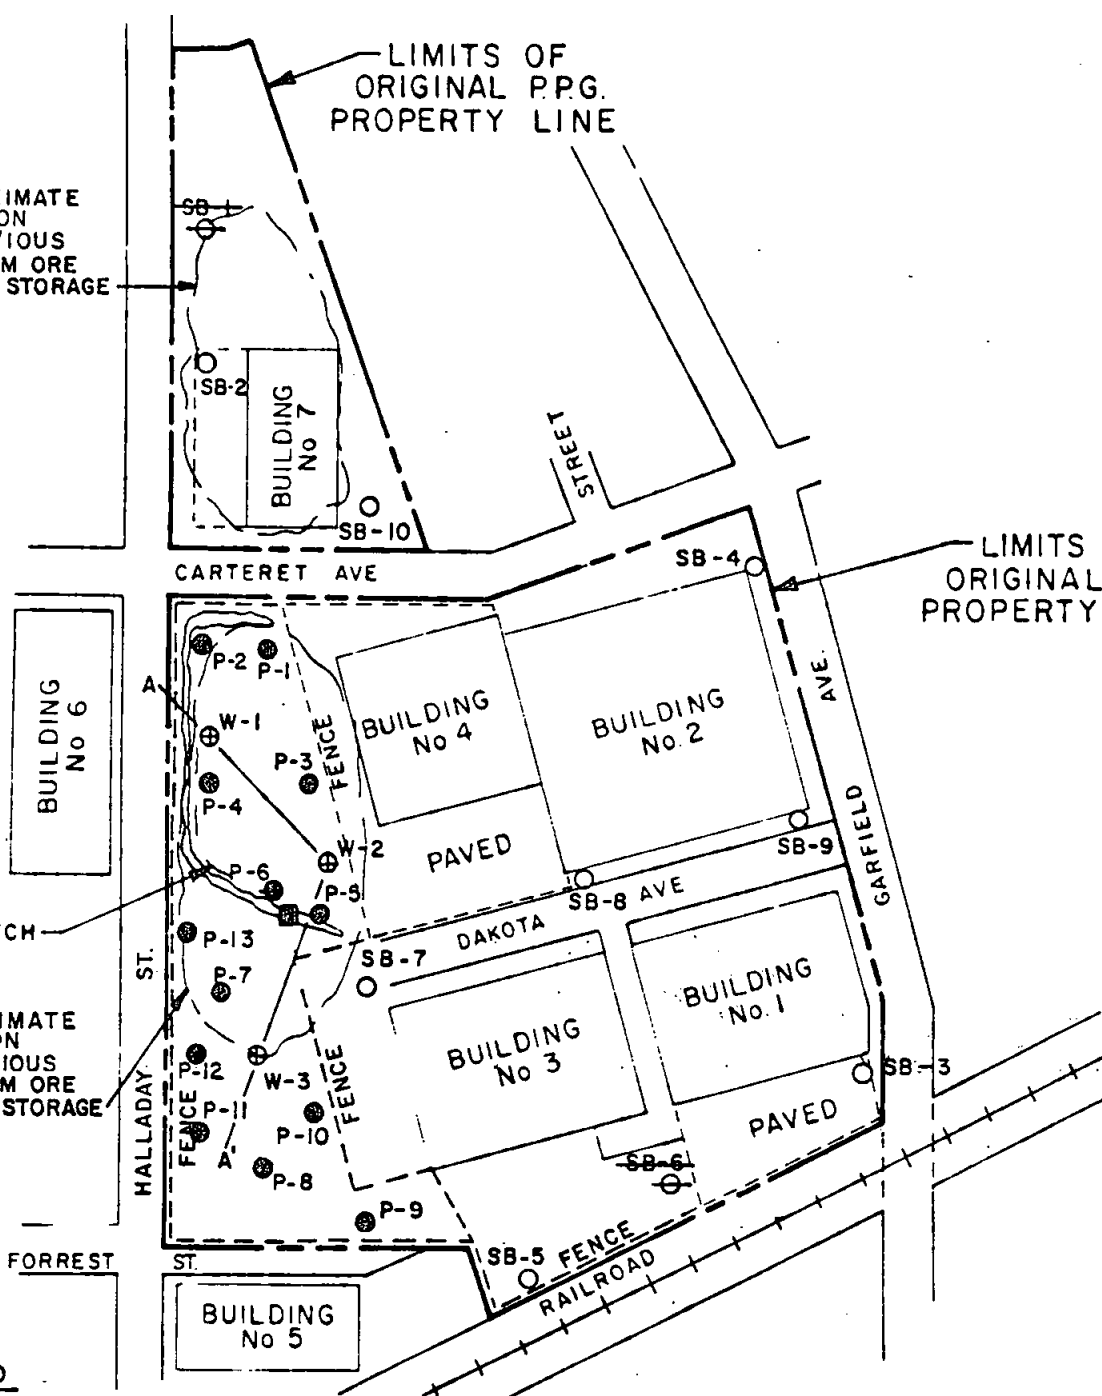 LIMITS OF
ORIGINAL P.P.G.
PROPERTY LINE
IMATE
ON
IOUS
M ORE
STORAGE
SB-1
SB-2
BUILDING
No 7
SB-10
STREET
CARTERET AVE
SB-4
LIMITS
ORIGINAL
PROPERTY
BUILDING
No 6
P-2
P-1
A
W-1
FENCE
P-3
P-4
BUILDING
No 4
BUILDING
No. 2
AVE.
GARFIELD
W-2
PAVED
SB-9
P-6
P-5
SB-8
AVE
DAKOTA
CH
P-13
SB-7
P-7
ST.
HALLADAY
BUILDING
No. 1
IMATE
ON
IOUS
M ORE
STORAGE
BUILDING
No 3
P-12
W-3
FENCE
SB-3
FENCE
P-11
P-10
PAVED
A'
P-8
SB-6
P-9
FORREST ST.
SB-5
FENCE
RAILROAD
BUILDING
No 5